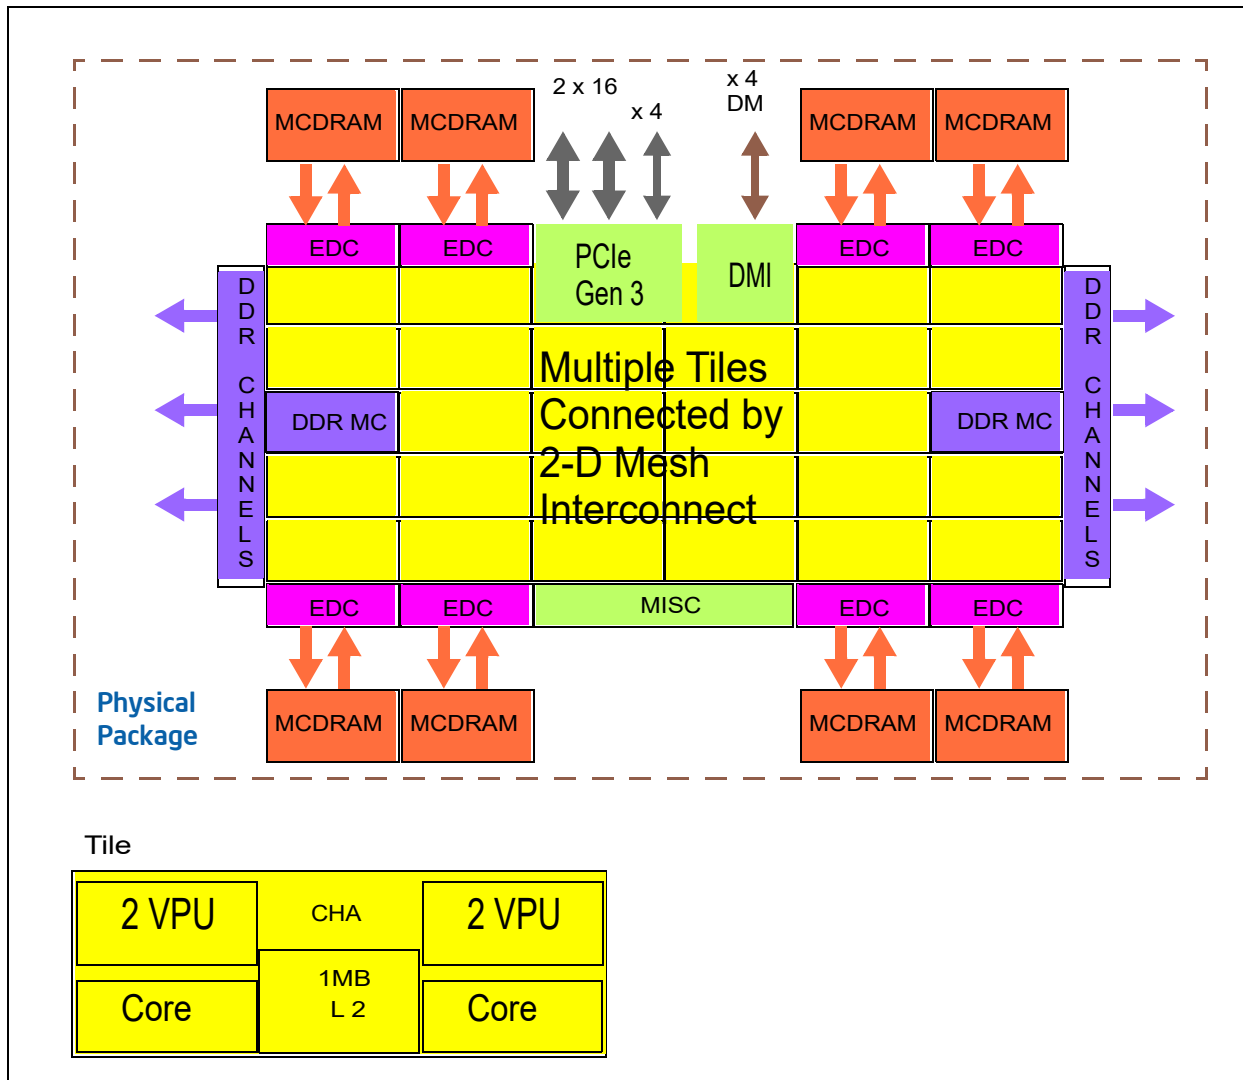 2 x 16
x 4
x 4
DM
MCDRAM
MCDRAM
MCDRAM
MCDRAM
EDC
EDC
PCIe
Gen 3
DMI
EDC
EDC
DDR CHANNELS
DDR CHANNELS
Multiple Tiles
Connected by
2-D Mesh
Interconnect
DDR MC
DDR MC
EDC
EDC
MISC
EDC
EDC
MCDRAM
MCDRAM
MCDRAM
MCDRAM
Physical
Package
Tile
2 VPU
CHA
2 VPU
1MB
L 2
Core
Core